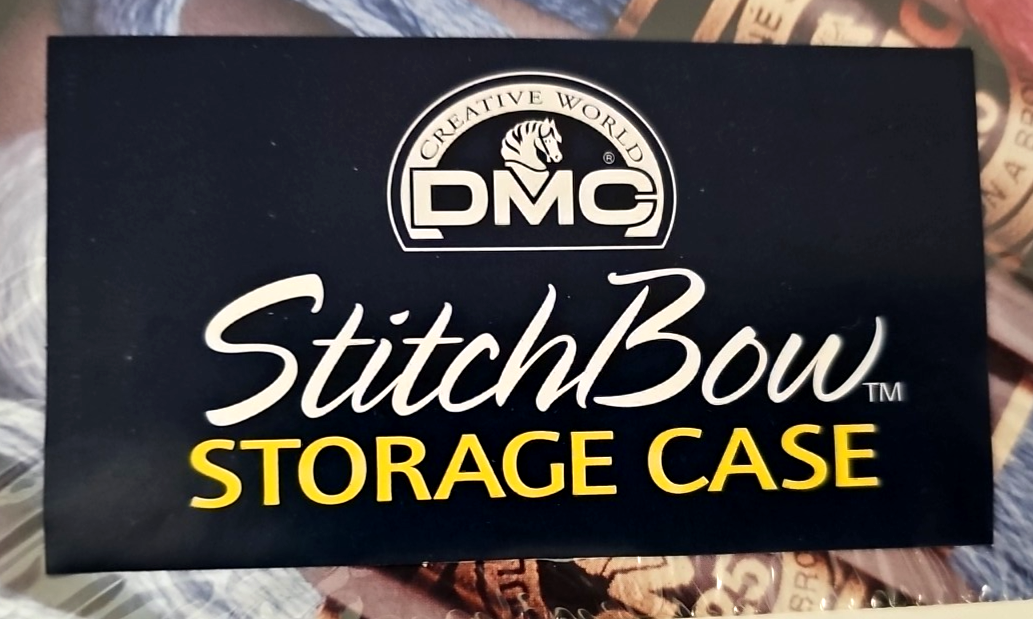 CREATIVE WORLD
®
DMC
StitchBow™
STORAGE CASE